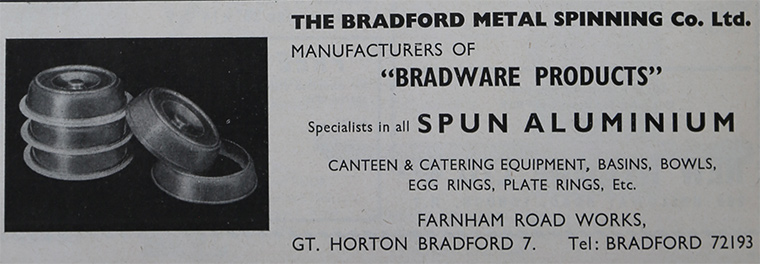 THE BRADFORD METAL SPINNING Co. Ltd.
MANUFACTURERS OF
“BRADWARE PRODUCTS”
Specialists in all SPUN ALUMINIUM
CANTEEN & CATERING EQUIPMENT, BASINS, BOWLS,
EGG RINGS, PLATE RINGS, Etc.
FARNHAM ROAD WORKS,
GT. HORTON BRADFORD 7. Tel: BRADFORD 72193